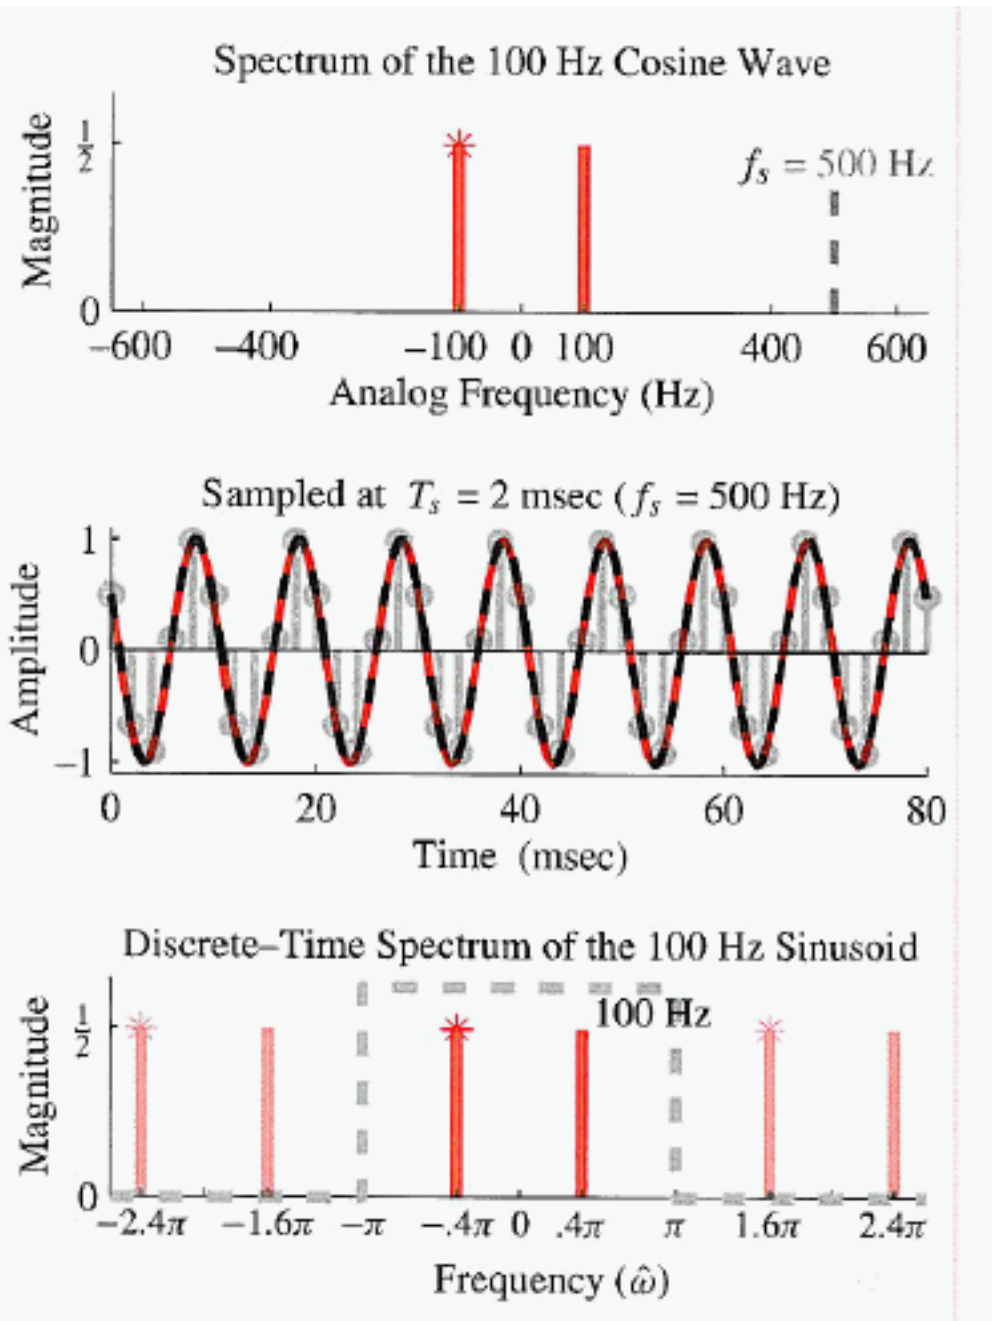 Spectrum of the 100 Hz Cosine Wave
Magnitude
1/2
0
f_s = 500 Hz
−600 −400 −100 0 100 400 600
Analog Frequency (Hz)
Sampled at T_s = 2 msec (f_s = 500 Hz)
Amplitude
1
0
−1
0 20 40 60 80
Time (msec)
Discrete–Time Spectrum of the 100 Hz Sinusoid
Magnitude
1/2
0
100 Hz
−2.4π −1.6π −π −.4π 0 .4π π 1.6π 2.4π
Frequency (ω̂)